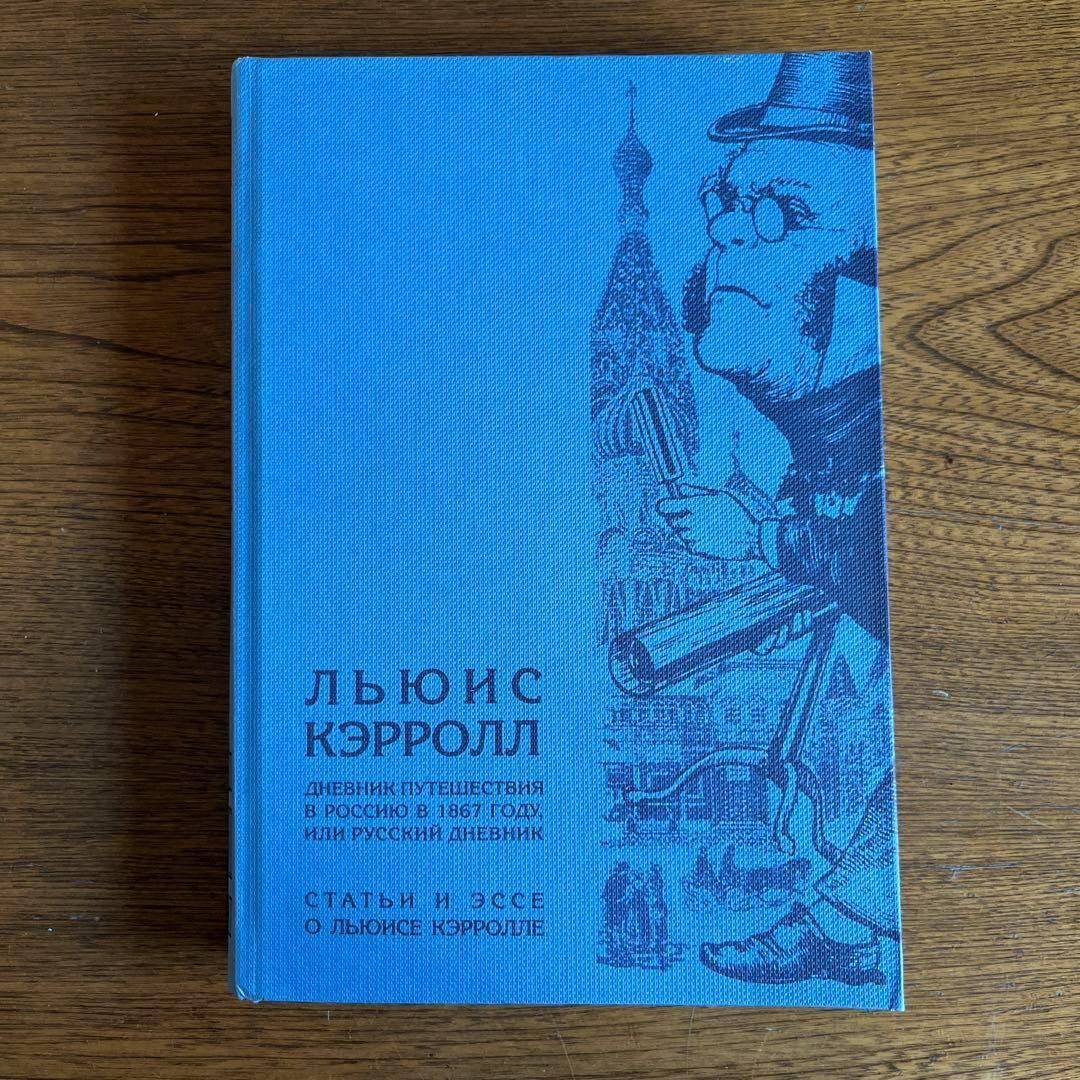 ЛЬЮИС
КЭРРОЛЛ
ДНЕВНИК ПУТЕШЕСТВИЯ
В РОССИЮ В 1867 ГОДУ,
ИЛИ РУССКИЙ ДНЕВНИК
СТАТЬИ И ЭССЕ
О ЛЬЮИСЕ КЭРРОЛЛЕ